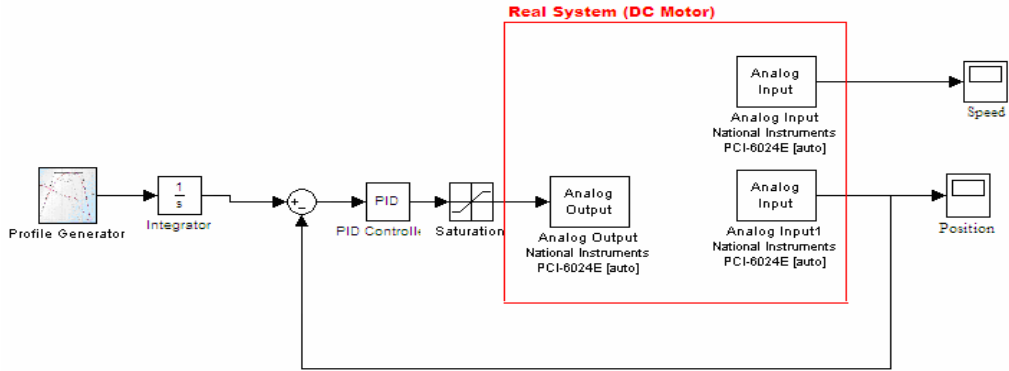 Real System (DC Motor)
Analog
Input
Analog Input
National Instruments
PCI-6024E [auto]
Speed
Profile Generator
1
s
Integrator
+
−
PID
PID Controlle
Saturation
Analog
Output
Analog Output
National Instruments
PCI-6024E [auto]
Analog
Input
Analog Input1
National Instruments
PCI-6024E [auto]
Position